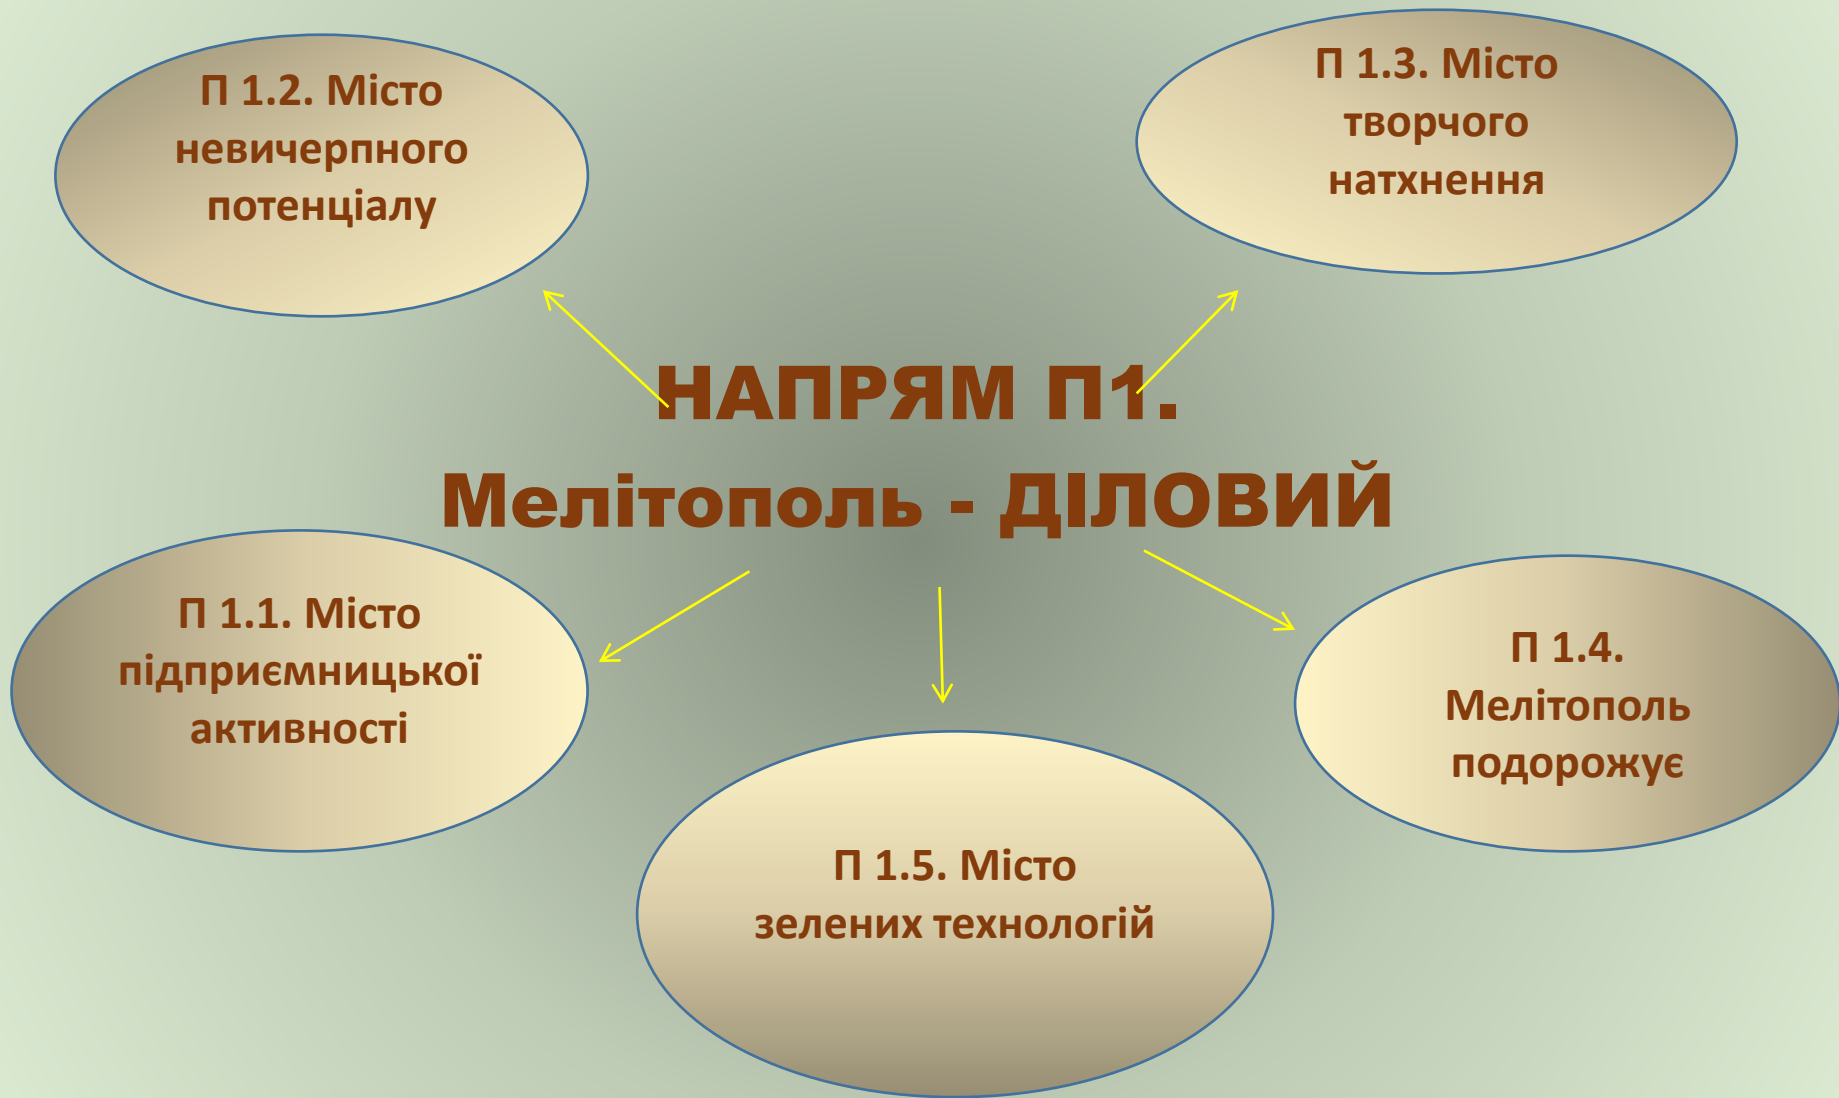 П 1.2. Місто
невичерпного
потенціалу
П 1.3. Місто
творчого
натхнення
НАПРЯМ П1.
Мелітополь - ДІЛОВИЙ
П 1.1. Місто
підприємницької
активності
П 1.4.
Мелітополь
подорожує
П 1.5. Місто
зелених технологій